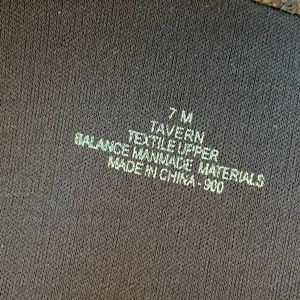 7 M
TAVERN
TEXTILE UPPER
BALANCE MANMADE MATERIALS
MADE IN CHINA - 900